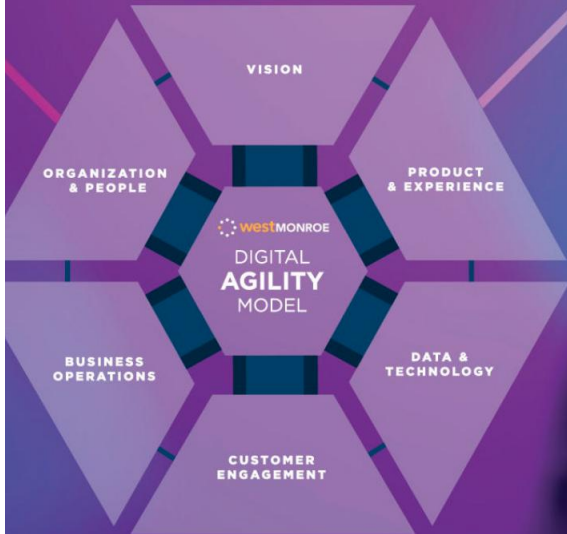 VISION
ORGANIZATION
& PEOPLE
PRODUCT
& EXPERIENCE
westMONROE
DIGITAL
AGILITY
MODEL
BUSINESS
OPERATIONS
DATA &
TECHNOLOGY
CUSTOMER
ENGAGEMENT